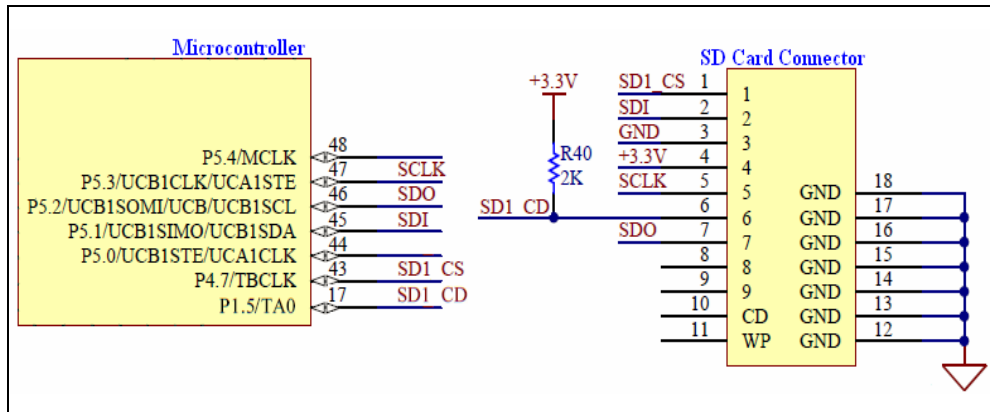 Microcontroller
P5.4/MCLK 48
P5.3/UCB1CLK/UCA1STE 47 SCLK
P5.2/UCB1SOMI/UCB/UCB1SCL 46 SDO
P5.1/UCB1SIMO/UCB1SDA 45 SDI
P5.0/UCB1STE/UCA1CLK 44
P4.7/TBCLK 43 SD1_CS
P1.5/TA0 17 SD1_CD
+3.3V
R40
2K
SD1_CD
SD Card Connector
SD1_CS 1 1
SDI 2 2
GND 3 3
+3.3V 4 4
SCLK 5 5 GND 18
6 6 GND 17
SDO 7 7 GND 16
8 8 GND 15
9 9 GND 14
10 CD GND 13
11 WP GND 12